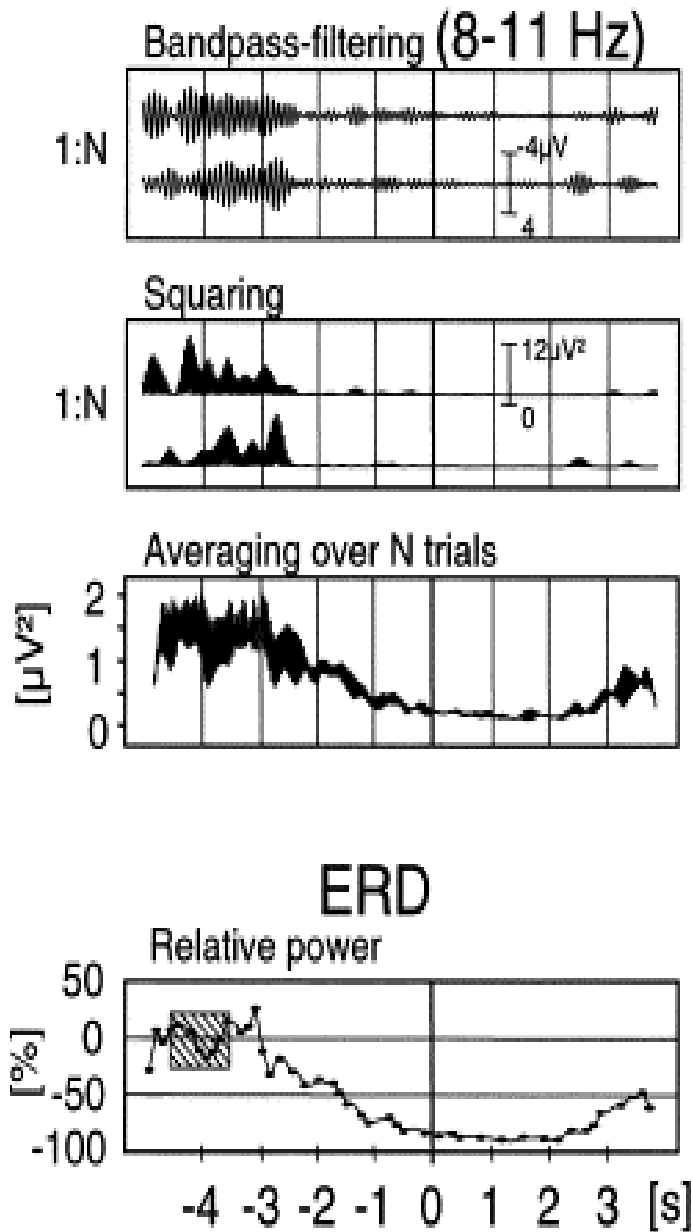 Bandpass-filtering (8-11 Hz)
1:N
-4µV
4
Squaring
1:N
12µV²
0
Averaging over N trials
[µV²]
2
1
0
ERD
Relative power
[%]
50
0
-50
-100
-4 -3 -2 -1 0 1 2 3 [s]